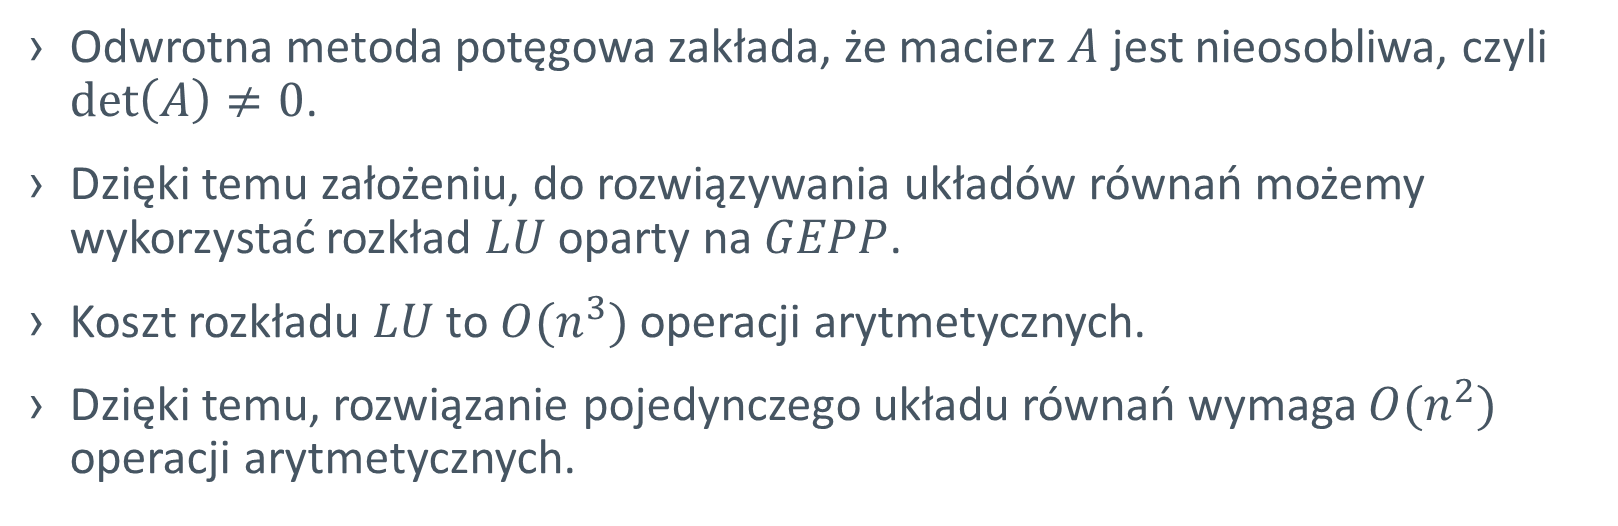 › Odwrotna metoda potęgowa zakłada, że macierz A jest nieosobliwa, czyli
det(A) ≠ 0.
› Dzięki temu założeniu, do rozwiązywania układów równań możemy
wykorzystać rozkład LU oparty na GEPP.
› Koszt rozkładu LU to O(n³) operacji arytmetycznych.
› Dzięki temu, rozwiązanie pojedynczego układu równań wymaga O(n²)
operacji arytmetycznych.